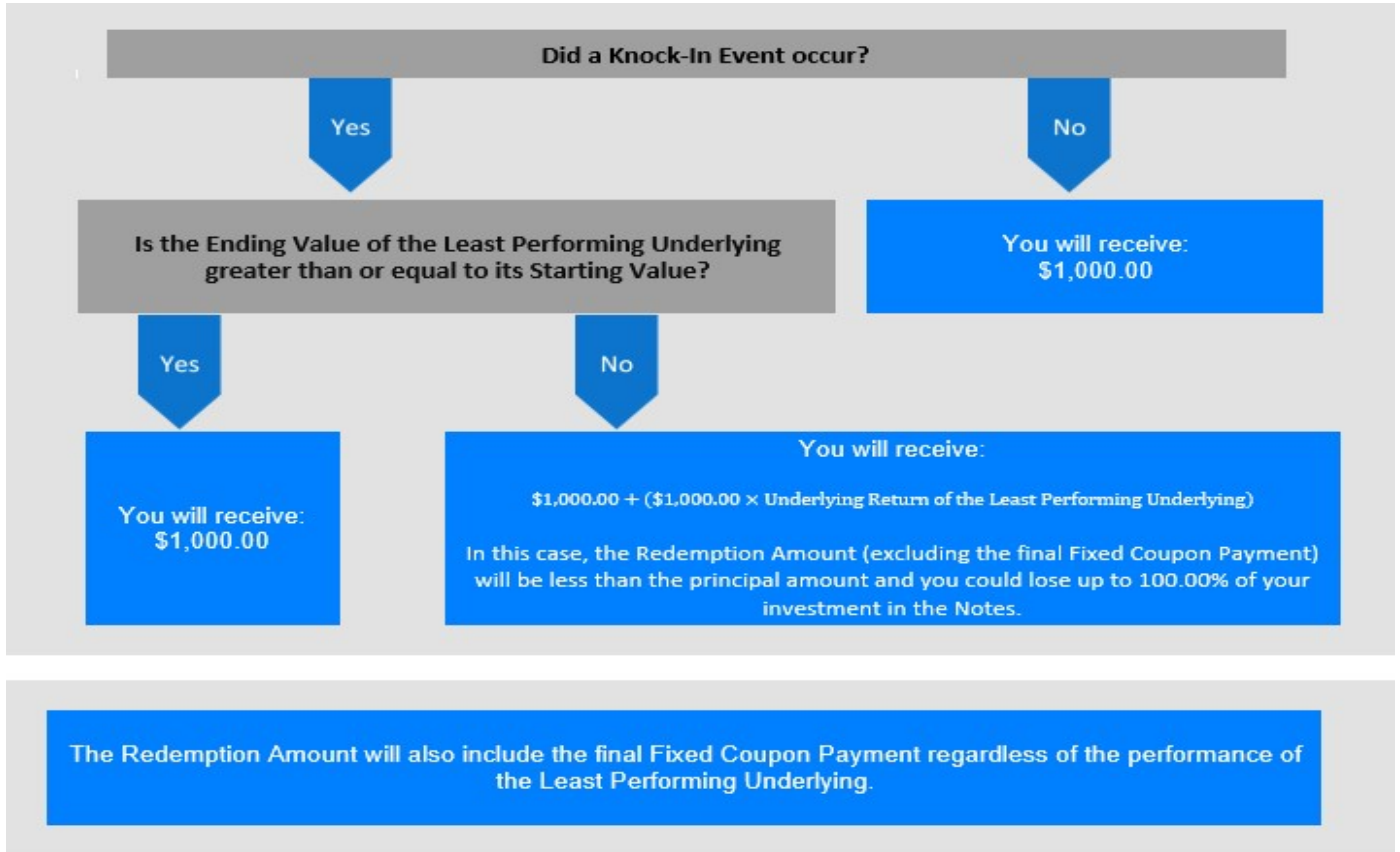 Did a Knock-In Event occur?
Yes
No
Is the Ending Value of the Least Performing Underlying
greater than or equal to its Starting Value?
You will receive:
$1,000.00
Yes
No
You will receive:
$1,000.00
You will receive:
$1,000.00 + ($1,000.00 × Underlying Return of the Least Performing Underlying)
In this case, the Redemption Amount (excluding the final Fixed Coupon Payment)
will be less than the principal amount and you could lose up to 100.00% of your
investment in the Notes.
The Redemption Amount will also include the final Fixed Coupon Payment regardless of the performance of
the Least Performing Underlying.